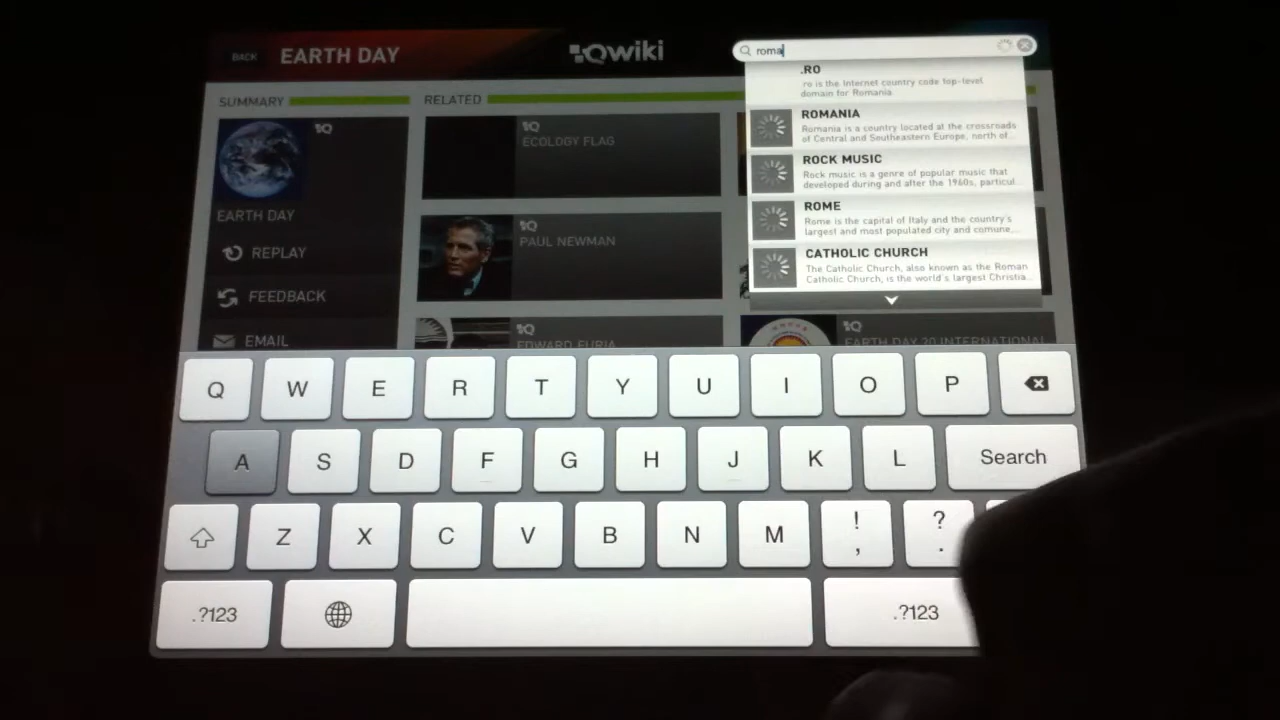 BACK
EARTH DAY
Qwiki
roma
.RO
.ro is the Internet country code top-level
domain for Romania.
ROMANIA
Romania is a country located at the crossroads
of Central and Southeastern Europe, north of...
ROCK MUSIC
Rock music is a genre of popular music that
developed during and after the 1960s, particul...
ROME
Rome is the capital of Italy and the country's
largest and most populated city and comune...
CATHOLIC CHURCH
The Catholic Church, also known as the Roman
Catholic Church, is the world's largest Christia...
SUMMARY
EARTH DAY
REPLAY
FEEDBACK
EMAIL
RELATED
Q
ECOLOGY FLAG
Q
PAUL NEWMAN
Q
EDWARD FURIA
Q
EARTH DAY 20 INTERNATIONAL
Q W E R T Y U I O P
A S D F G H J K L Search
Z X C V B N M ! , ? .
.?123 .?123